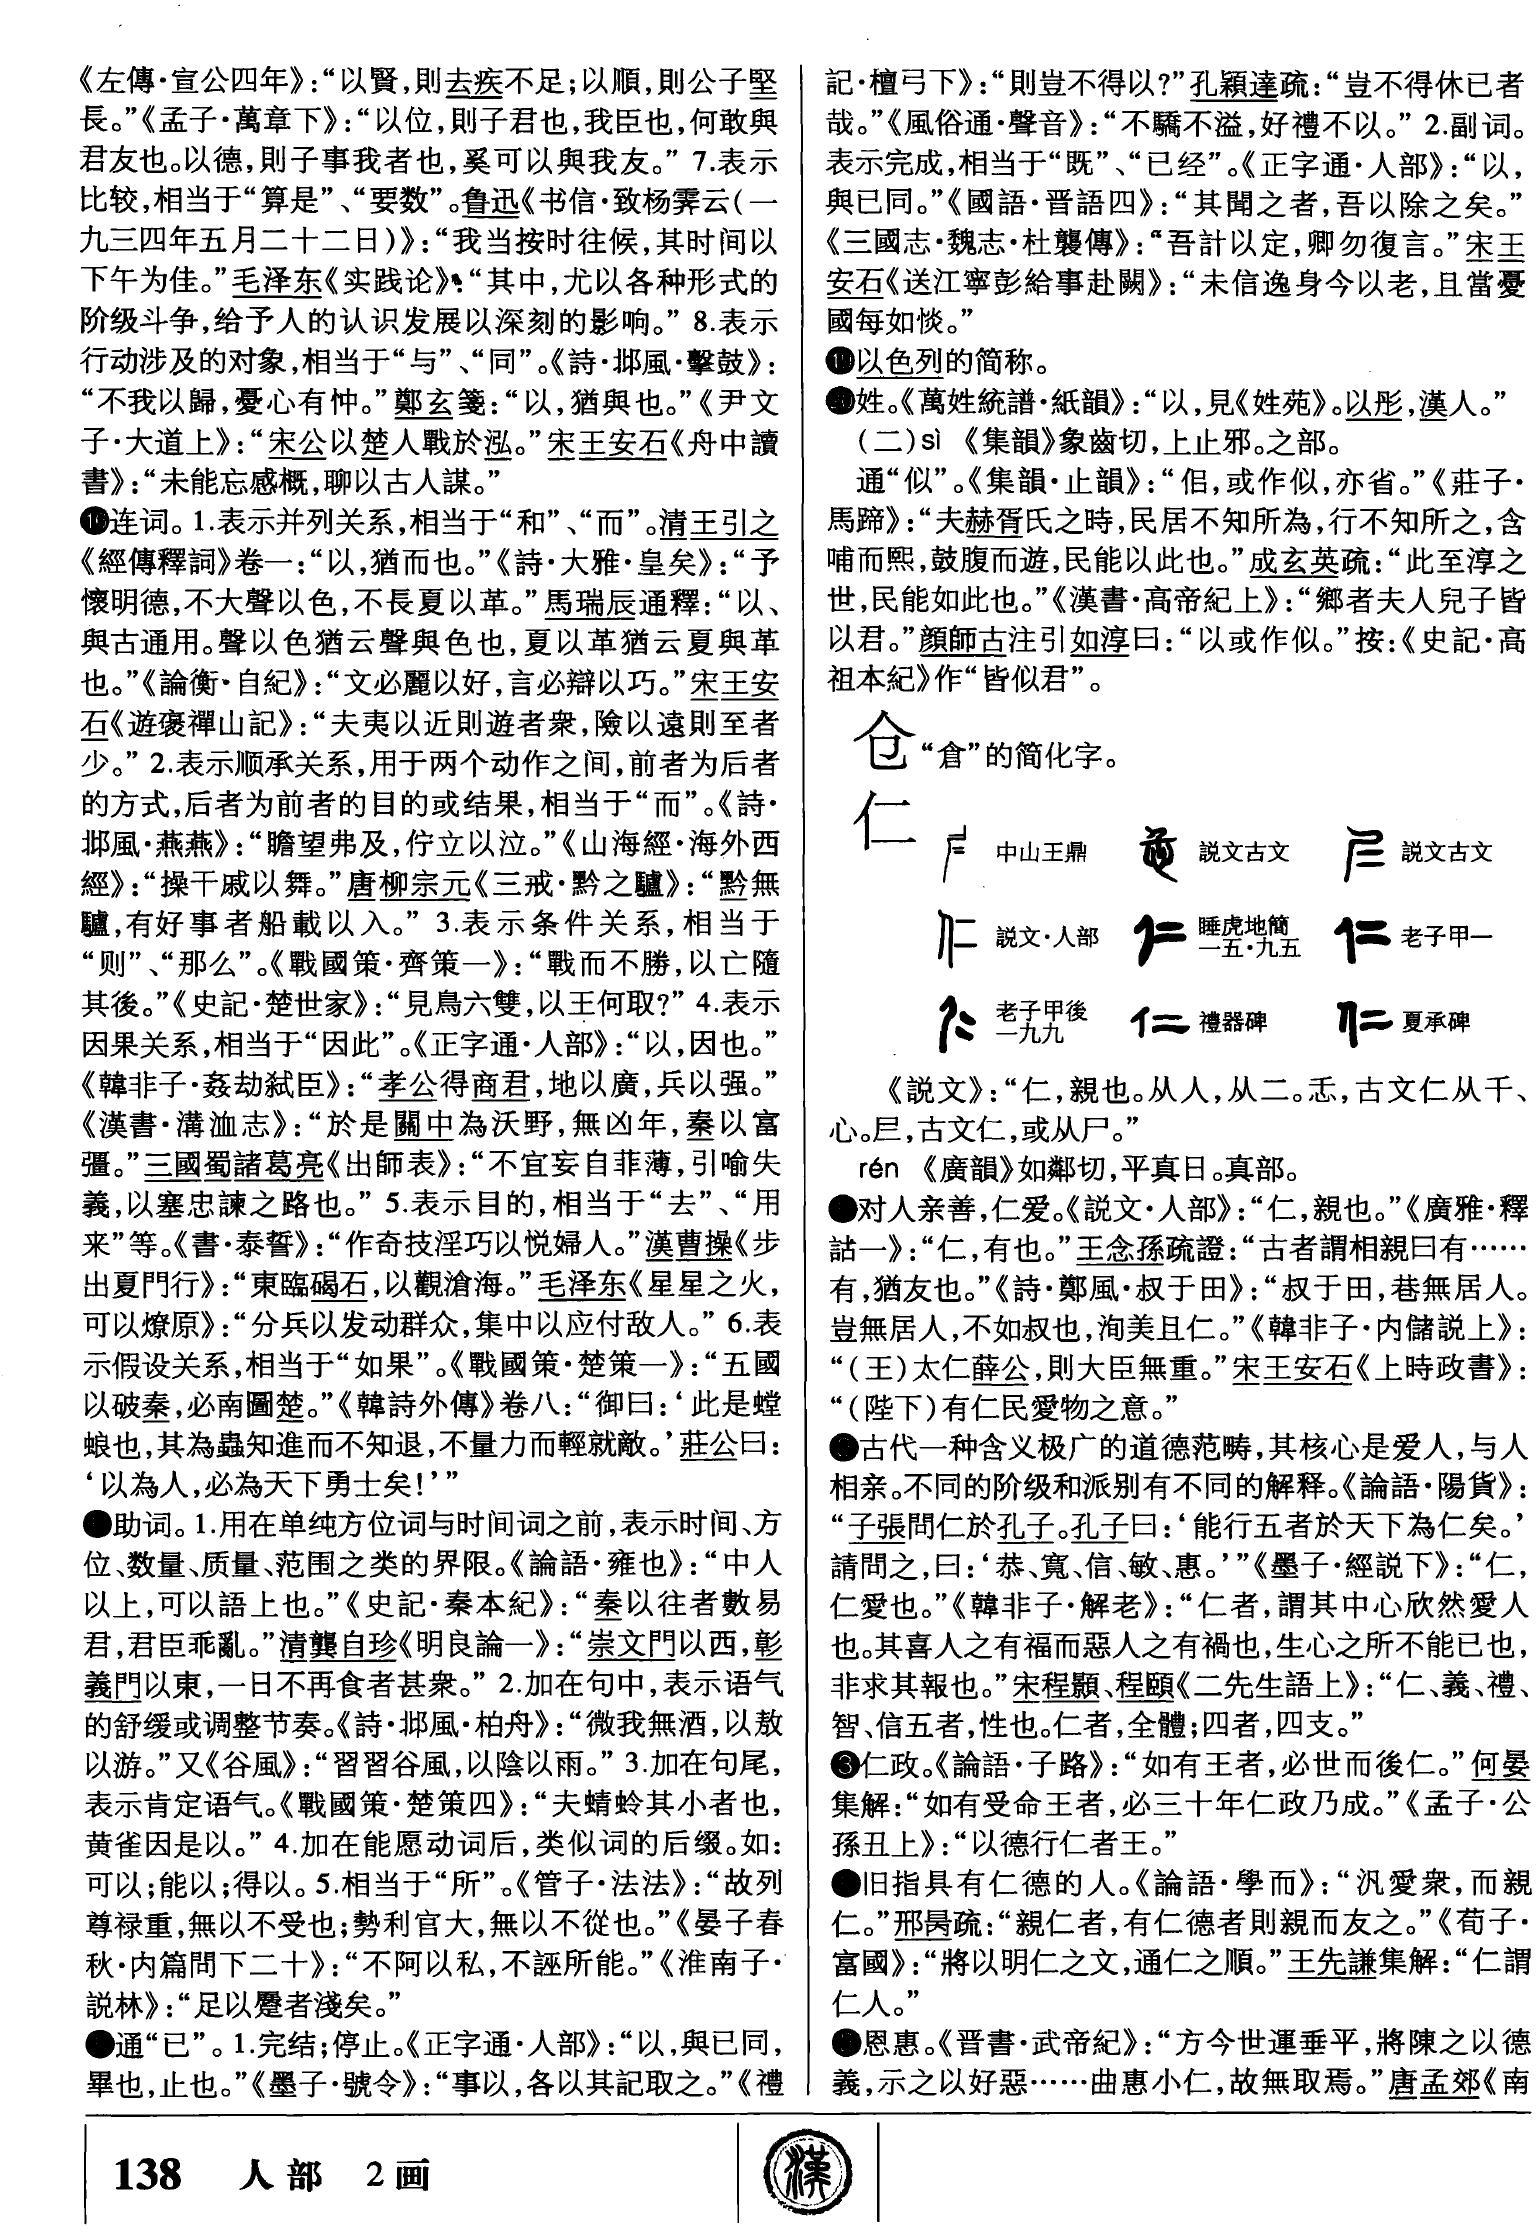 《左傳·宣公四年》：“以賢，則去疾不足；以順，則公子堅
長。”《孟子·萬章下》：“以位，則子君也，我臣也，何敢與
君友也。以德，則子事我者也，奚可以與我友。” 7.表示
比较，相当于“算是”、“要数”。鲁迅《书信·致杨霁云(一
九三四年五月二十二日)》：“我当按时往候，其时间以
下午为佳。”毛泽东《实践论》：“其中，尤以各种形式的
阶级斗争，给予人的认识发展以深刻的影响。” 8.表示
行动涉及的对象，相当于“与”、“同”。《詩·邶風·擊鼓》：
“不我以歸，憂心有忡。”鄭玄箋：“以，猶與也。”《尹文
子·大道上》：“宋公以楚人戰於泓。”宋王安石《舟中讀
書》：“未能忘感概，聊以古人謀。”
連词。1.表示并列关系，相当于“和”、“而”。清王引之
《經傳釋詞》卷一：“以，猶而也。”《詩·大雅·皇矣》：“予
懷明德，不大聲以色，不長夏以革。”馬瑞辰通釋：“以、
與古通用。聲以色猶云聲與色也，夏以革猶云夏與革
也。”《論衡·自紀》：“文必麗以好，言必辯以巧。”宋王安
石《遊褒禪山記》：“夫夷以近則遊者衆，險以遠則至者
少。” 2.表示顺承关系，用于两个动作之间，前者为后者
的方式，后者为前者的目的或结果，相当于“而”。《詩·
邶風·燕燕》：“瞻望弗及，佇立以泣。”《山海經·海外西
經》：“操干戚以舞。”唐柳宗元《三戒·黔之驢》：“黔無
驢，有好事者船載以入。” 3.表示条件关系，相当于
“则”、“那么”。《戰國策·齊策一》：“戰而不勝，以亡隨
其後。”《史記·楚世家》：“見鳥六雙，以王何取？” 4.表示
因果关系，相当于“因此”。《正字通·人部》：“以，因也。”
《韓非子·姦劫弑臣》：“孝公得商君，地以廣，兵以强。”
《漢書·溝洫志》：“於是關中為沃野，無凶年，秦以富
彊。”三國蜀諸葛亮《出師表》：“不宜妄自菲薄，引喻失
義，以塞忠諫之路也。” 5.表示目的，相当于“去”、“用
来”等。《書·泰誓》：“作奇技淫巧以悦婦人。”漢曹操《步
出夏門行》：“東臨碣石，以觀滄海。”毛泽东《星星之火，
可以燎原》：“分兵以发动群众，集中以应付敌人。” 6.表
示假设关系，相当于“如果”。《戰國策·楚策一》：“五國
以破秦，必南圖楚。”《韓詩外傳》卷八：“御曰：‘此是螳
蜋也，其為蟲知進而不知退，不量力而輕就敵。’莊公曰：
‘以為人，必為天下勇士矣！’”
助词。1.用在单纯方位词与时间词之前，表示时间、方
位、数量、质量、范围之类的界限。《論語·雍也》：“中人
以上，可以語上也。”《史記·秦本紀》：“秦以往者數易
君，君臣乖亂。”清龔自珍《明良論一》：“崇文門以西，彰
義門以東，一日不再食者甚衆。” 2.加在句中，表示语气
的舒缓或调整节奏。《詩·邶風·柏舟》：“微我無酒，以敖
以游。”又《谷風》：“習習谷風，以陰以雨。” 3.加在句尾，
表示肯定语气。《戰國策·楚策四》：“夫蜻蛉其小者也，
黄雀因是以。” 4.加在能愿动词后，类似词的后缀。如：
可以；能以；得以。5.相当于“所”。《管子·法法》：“故列
尊禄重，無以不受也；勢利官大，無以不從也。”《晏子春
秋·内篇問下二十》：“不阿以私，不誣所能。”《淮南子·
説林》：“足以蹷者淺矣。”
通“已”。1.完结；停止。《正字通·人部》：“以，與已同，
畢也，止也。”《墨子·號令》：“事以，各以其記取之。”《禮
記·檀弓下》：“則豈不得以？”孔穎達疏：“豈不得休已者
哉。”《風俗通·聲音》：“不驕不溢，好禮不以。” 2.副词。
表示完成，相当于“既”、“已经”。《正字通·人部》：“以，
與已同。”《國語·晋語四》：“其聞之者，吾以除之矣。”
《三國志·魏志·杜襲傳》：“吾計以定，卿勿復言。”宋王
安石《送江寧彭給事赴闕》：“未信逸身今以老，且當憂
國每如惔。”
⓳以色列的简称。
⓴姓。《萬姓統譜·紙韻》：“以，見《姓苑》。以彤，漢人。”
(二)sì 《集韻》象齒切，上止邪。之部。
通“似”。《集韻·止韻》：“佀，或作似，亦省。”《莊子·
馬蹄》：“夫赫胥氏之時，民居不知所為，行不知所之，含
哺而熙，鼓腹而遊，民能以此也。”成玄英疏：“此至淳之
世，民能如此也。”《漢書·高帝紀上》：“鄉者夫人兒子皆
以君。”顔師古注引如淳曰：“以或作似。”按：《史記·高
祖本紀》作“皆似君”。
仓 “倉”的简化字。
仁
中山王鼎 説文古文 説文古文
説文·人部 睡虎地簡一五·九五 老子甲一
老子甲後一九九 禮器碑 夏承碑
《説文》：“仁，親也。从人，从二。忎，古文仁从千、
心。𡰥，古文仁，或从尸。”
rén 《廣韻》如鄰切，平真日。真部。
❶对人亲善，仁爱。《説文·人部》：“仁，親也。”《廣雅·釋
詁一》：“仁，有也。”王念孫疏證：“古者謂相親曰有……
有，猶友也。”《詩·鄭風·叔于田》：“叔于田，巷無居人。
豈無居人，不如叔也，洵美且仁。”《韓非子·内儲説上》：
“(王)太仁薛公，則大臣無重。”宋王安石《上時政書》：
“(陛下)有仁民愛物之意。”
❷古代一种含义极广的道德范畴，其核心是爱人，与人
相亲。不同的阶级和派别有不同的解释。《論語·陽貨》：
“子張問仁於孔子。孔子曰：‘能行五者於天下為仁矣。’
請問之，曰：‘恭、寬、信、敏、惠。’”《墨子·經説下》：“仁，
仁愛也。”《韓非子·解老》：“仁者，謂其中心欣然愛人
也。其喜人之有福而惡人之有禍也，生心之所不能已也，
非求其報也。”宋程顥、程頤《二先生語上》：“仁、義、禮、
智、信五者，性也。仁者，全體；四者，四支。”
❸仁政。《論語·子路》：“如有王者，必世而後仁。”何晏
集解：“如有受命王者，必三十年仁政乃成。”《孟子·公
孫丑上》：“以德行仁者王。”
❹旧指具有仁德的人。《論語·學而》：“汎愛衆，而親
仁。”邢昺疏：“親仁者，有仁德者則親而友之。”《荀子·
富國》：“將以明仁之文，通仁之順。”王先謙集解：“仁謂
仁人。”
❺恩惠。《晋書·武帝紀》：“方今世運垂平，將陳之以德
義，示之以好惡……曲惠小仁，故無取焉。”唐孟郊《南
138 人部 2画
漢